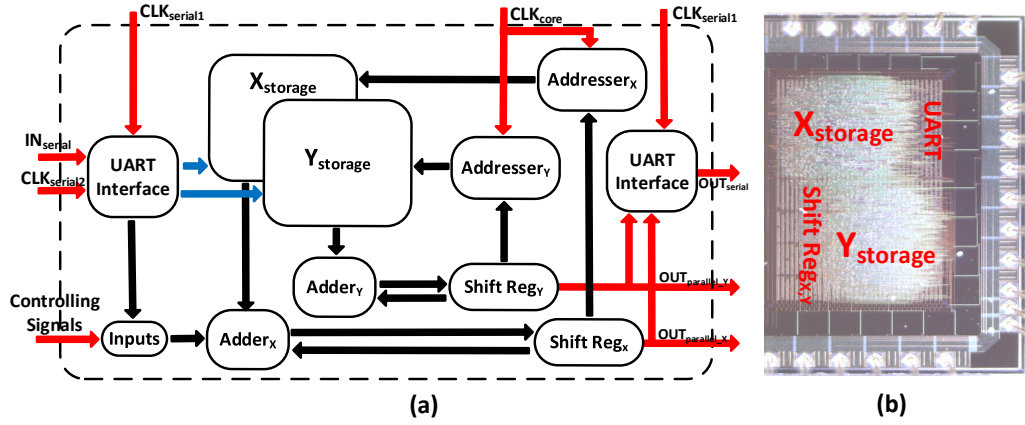 CLKserial1
CLKcore
CLKserial1
Xstorage
AddresserX
INserial
CLKserial2
UART
Interface
Ystorage
AddresserY
UART
Interface
OUTserial
AdderY
Shift RegY
OUTparallel_Y
Controlling
Signals
Inputs
AdderX
Shift RegX
OUTparallel_X
(a)
Xstorage
UART
Shift Regx,Y
Ystorage
(b)